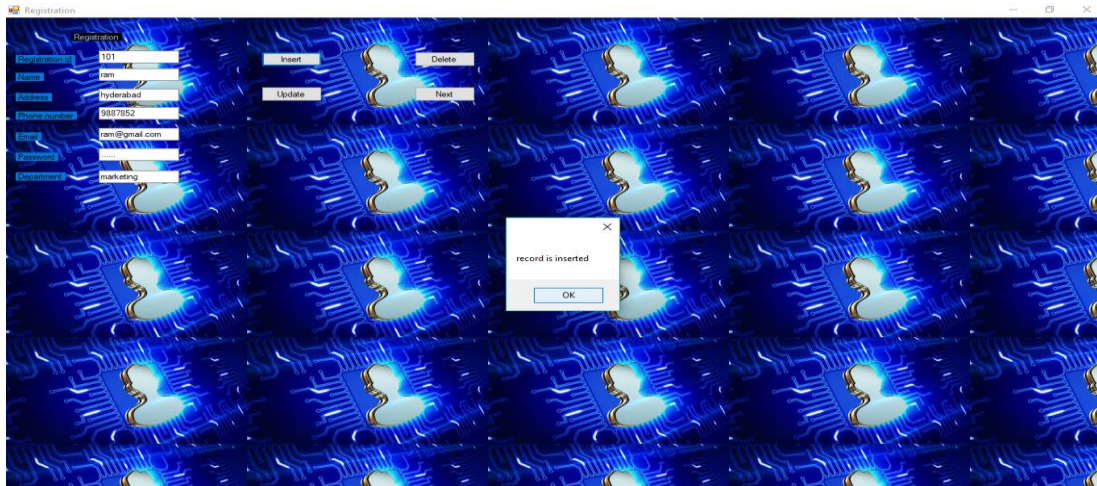 Registration
Registration
Registration id 101
Name ram
Address hyderabad
Phone number 9887852
Email ram@gmail.com
Password ......
Department marketing
Insert Delete
Update Next
record is inserted
OK